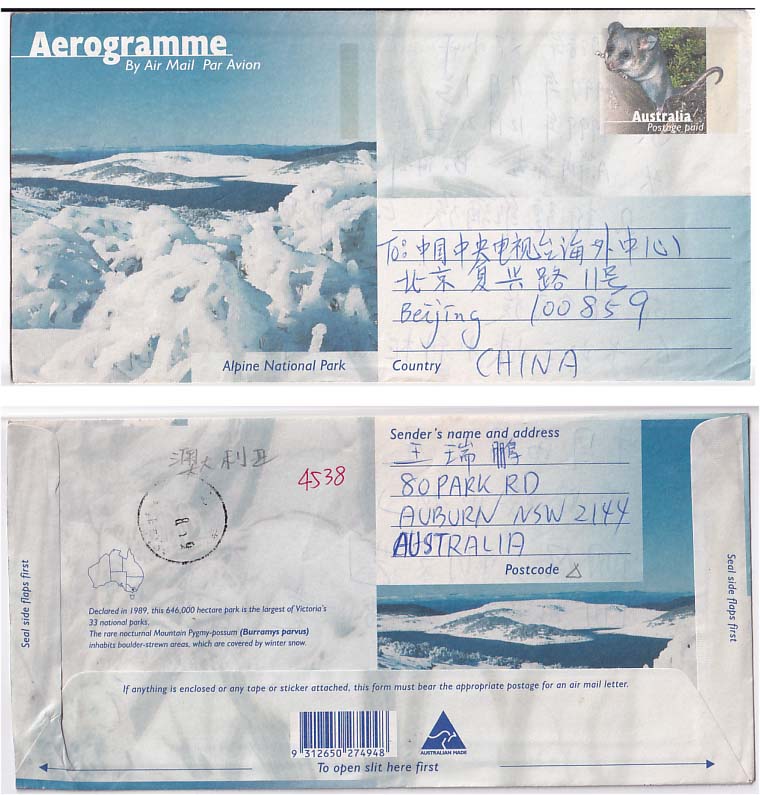 Aerogramme
By Air Mail Par Avion
Australia
Postage paid
To: 中国中央电视台海外中心
北京复兴路11号
Beijing 100859
Alpine National Park
Country CHINA
Sender's name and address
王瑞鹏
80 PARK RD
AUBURN NSW 2144
AUSTRALIA
Postcode
澳大利亚
4538
Seal side flaps first
Declared in 1989, this 646,000 hectare park is the largest of Victoria's
33 national parks.
The rare nocturnal Mountain Pygmy-possum (Burramys parvus)
inhabits boulder-strewn areas, which are covered by winter snow.
Seal side flaps first
If anything is enclosed or any tape or sticker attached, this form must bear the appropriate postage for an air mail letter.
9 312650 274948
AUSTRALIAN MADE
To open slit here first